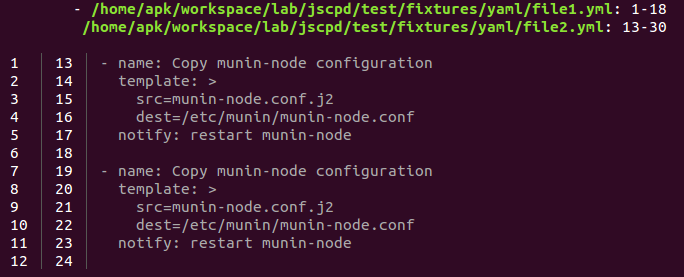 - /home/apk/workspace/lab/jscpd/test/fixtures/yaml/file1.yml: 1-18
/home/apk/workspace/lab/jscpd/test/fixtures/yaml/file2.yml: 13-30
1 │ 13 │ - name: Copy munin-node configuration
2 │ 14 │   template: >
3 │ 15 │     src=munin-node.conf.j2
4 │ 16 │     dest=/etc/munin/munin-node.conf
5 │ 17 │   notify: restart munin-node
6 │ 18 │
7 │ 19 │ - name: Copy munin-node configuration
8 │ 20 │   template: >
9 │ 21 │     src=munin-node.conf.j2
10 │ 22 │     dest=/etc/munin/munin-node.conf
11 │ 23 │   notify: restart munin-node
12 │ 24 │